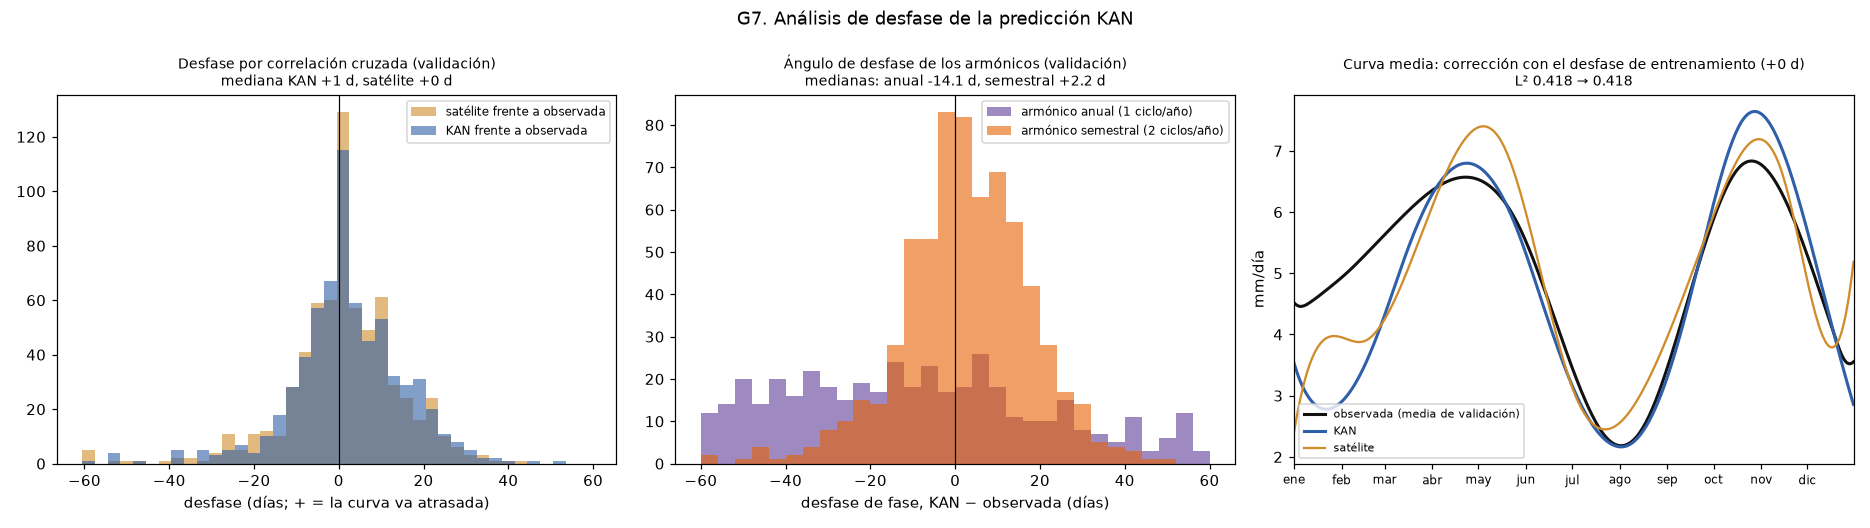 G7. Análisis de desfase de la predicción KAN
Desfase por correlación cruzada (validación)
mediana KAN +1 d, satélite +0 d
satélite frente a observada
KAN frente a observada
120
100
80
60
40
20
0
−60 −40 −20 0 20 40 60
desfase (días; + = la curva va atrasada)
Ángulo de desfase de los armónicos (validación)
medianas: anual -14.1 d, semestral +2.2 d
armónico anual (1 ciclo/año)
armónico semestral (2 ciclos/año)
80
70
60
50
40
30
20
10
0
−60 −40 −20 0 20 40 60
desfase de fase, KAN − observada (días)
Curva media: corrección con el desfase de entrenamiento (+0 d)
L² 0.418 → 0.418
mm/día
7
6
5
4
3
2
observada (media de validación)
KAN
satélite
ene feb mar abr may jun jul ago sep oct nov dic